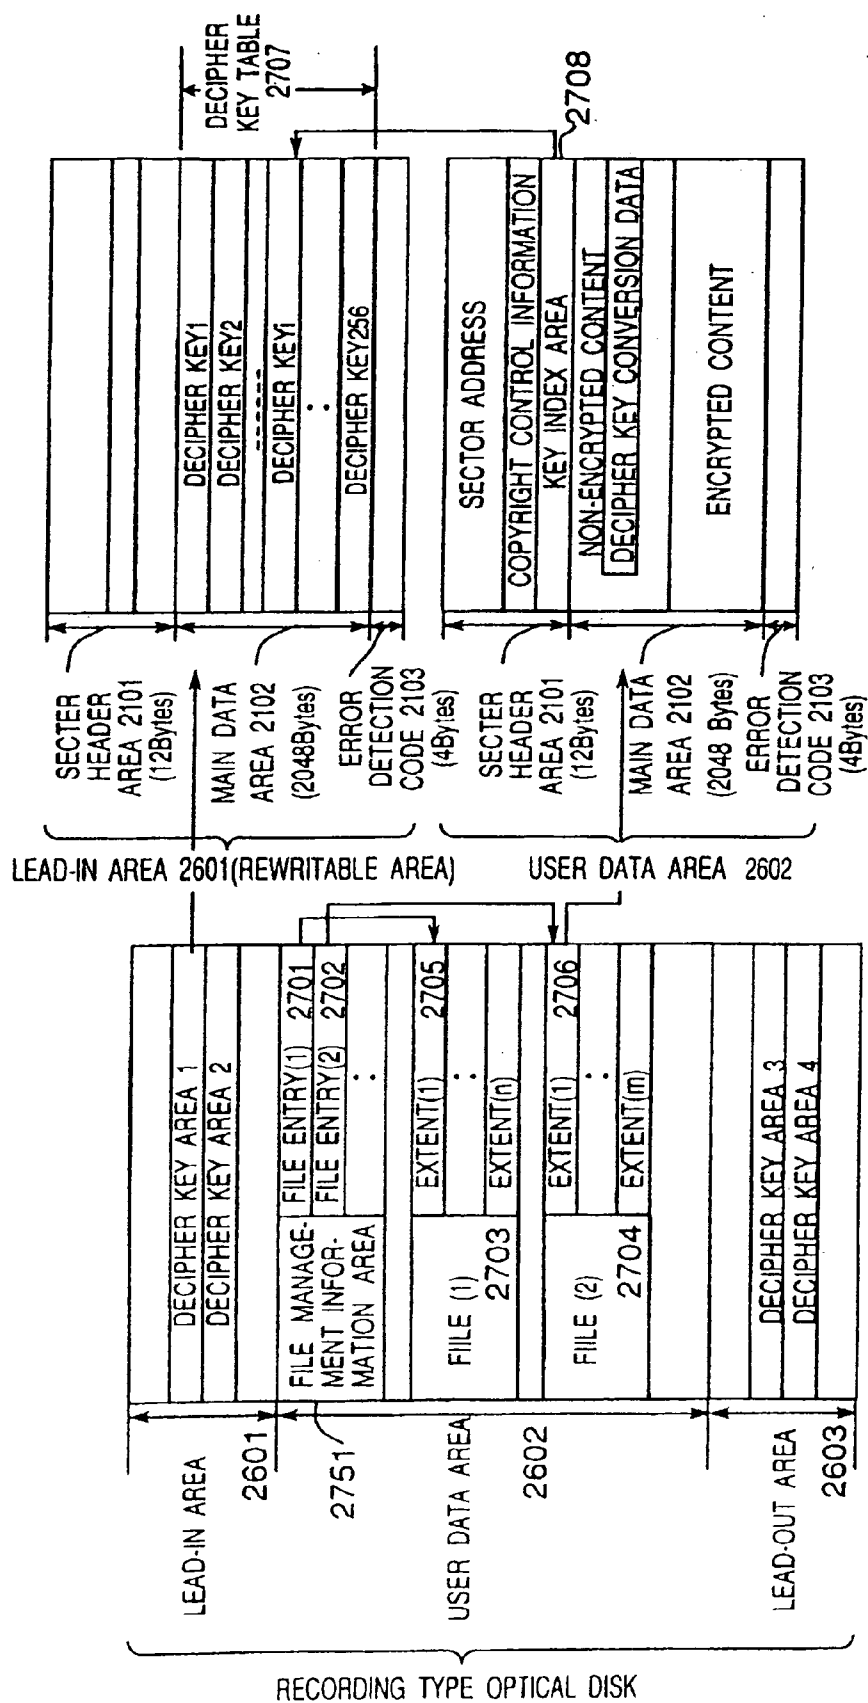 RECORDING TYPE OPTICAL DISK
LEAD-IN AREA
2601
2751
USER DATA AREA
2602
LEAD-OUT AREA
2603
DECIPHER KEY AREA 1
DECIPHER KEY AREA 2
FILE MANAGE-
MENT INFOR-
MATION AREA
FILE ENTRY(1) 2701
FILE ENTRY(2) 2702
FIILE (1)
2703
EXTENT(1) 2705
EXTENT(n)
FIILE (2)
2704
EXTENT(1) 2706
EXTENT(m)
DECIPHER KEY AREA 3
DECIPHER KEY AREA 4
LEAD-IN AREA 2601(REWRITABLE AREA)
SECTER
HEADER
AREA 2101
(12Bytes)
MAIN DATA
AREA 2102
(2048Bytes)
ERROR
DETECTION
CODE 2103
(4Bytes)
DECIPHER KEY1
DECIPHER KEY2
DECIPHER KEYi
DECIPHER KEY256
DECIPHER
KEY TABLE
2707
USER DATA AREA 2602
SECTER
HEADER
AREA 2101
(12Bytes)
MAIN DATA
AREA 2102
(2048 Bytes)
ERROR
DETECTION
CODE 2103
(4Bytes)
SECTOR ADDRESS
COPYRIGHT CONTROL INFORMATION
KEY INDEX AREA
NON-ENCRYPTED CONTENT
DECIPHER KEY CONVERSION DATA
ENCRYPTED CONTENT
2708